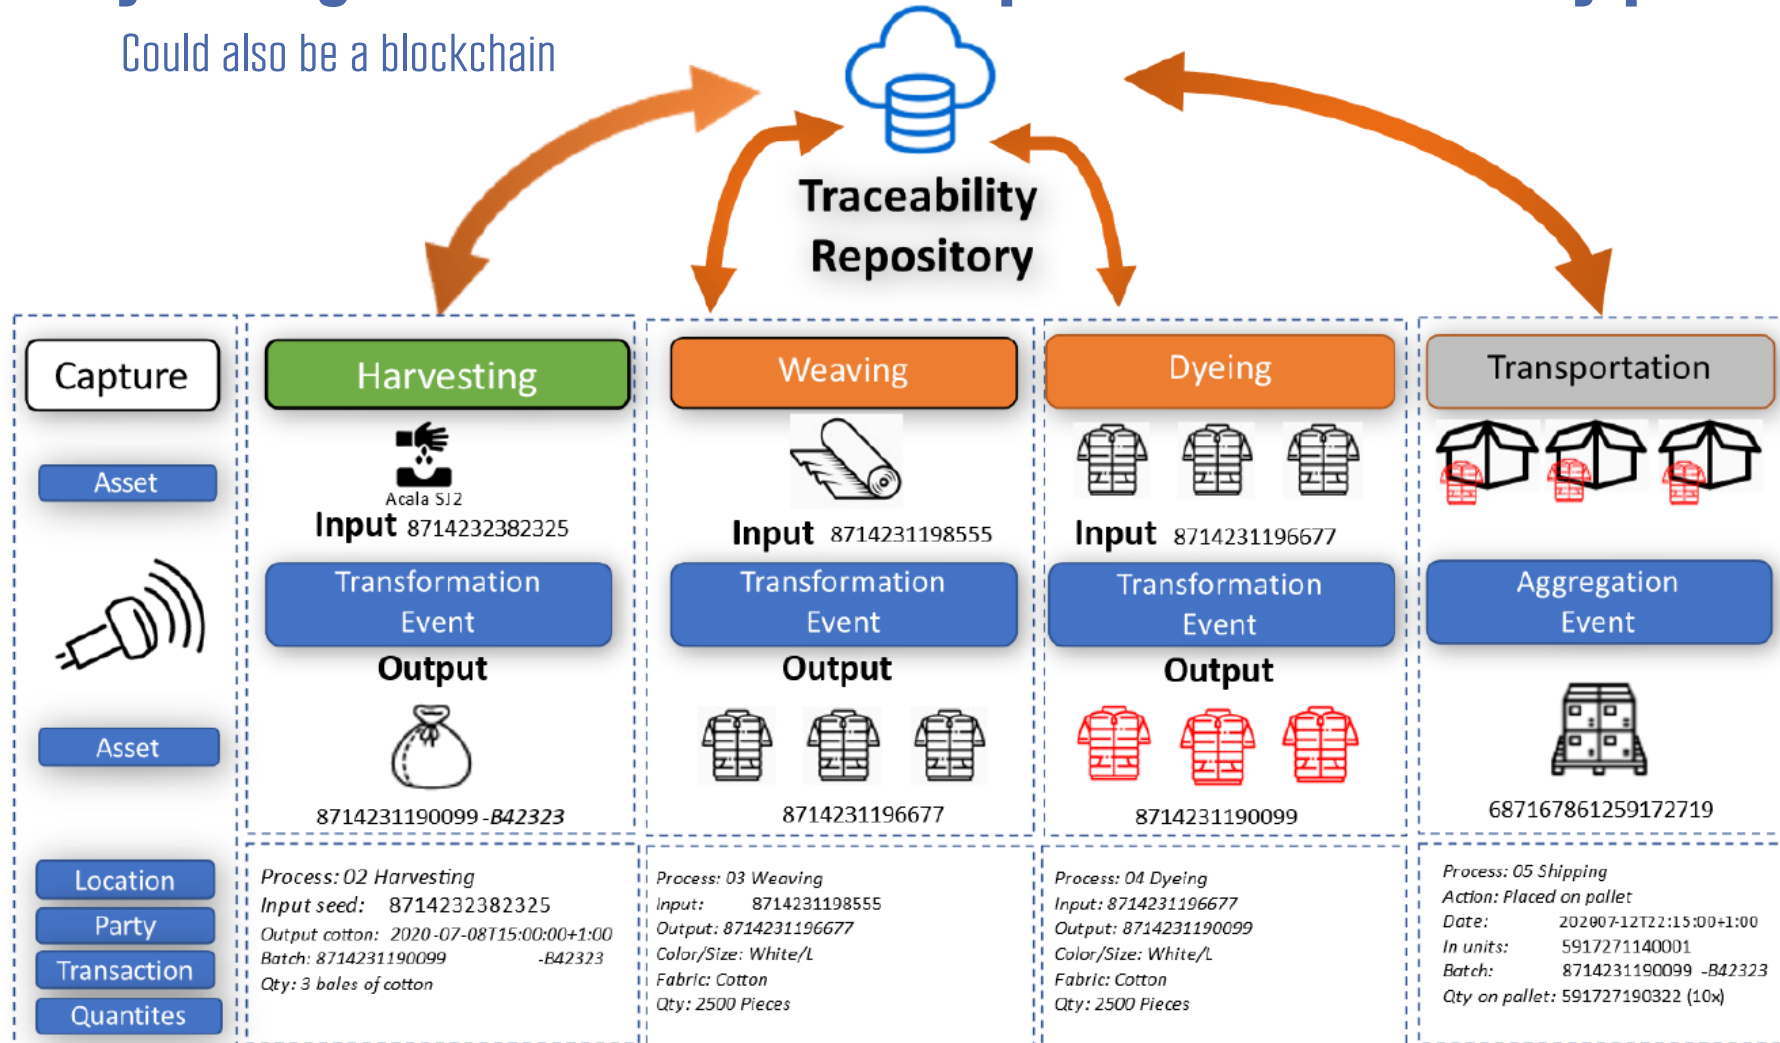 Could also be a blockchain
Traceability
Repository
Capture
Asset
Asset
Location
Party
Transaction
Quantites
Harvesting
Acala SJ2
Input 8714232382325
Transformation
Event
Output
8714231190099 -B42323
Process: 02 Harvesting
Input seed: 8714232382325
Output cotton: 2020-07-08T15:00:00+1:00
Batch: 8714231190099 -B42323
Qty: 3 bales of cotton
Weaving
Input 8714231198555
Transformation
Event
Output
8714231196677
Process: 03 Weaving
Input: 8714231198555
Output: 8714231196677
Color/Size: White/L
Fabric: Cotton
Qty: 2500 Pieces
Dyeing
Input 8714231196677
Transformation
Event
Output
8714231190099
Process: 04 Dyeing
Input: 8714231196677
Output: 8714231190099
Color/Size: White/L
Fabric: Cotton
Qty: 2500 Pieces
Transportation
Aggregation
Event
687167861259172719
Process: 05 Shipping
Action: Placed on pallet
Date: 202007-12T22:15:00+1:00
In units: 5917271140001
Batch: 8714231190099 -B42323
Qty on pallet: 591727190322 (10x)